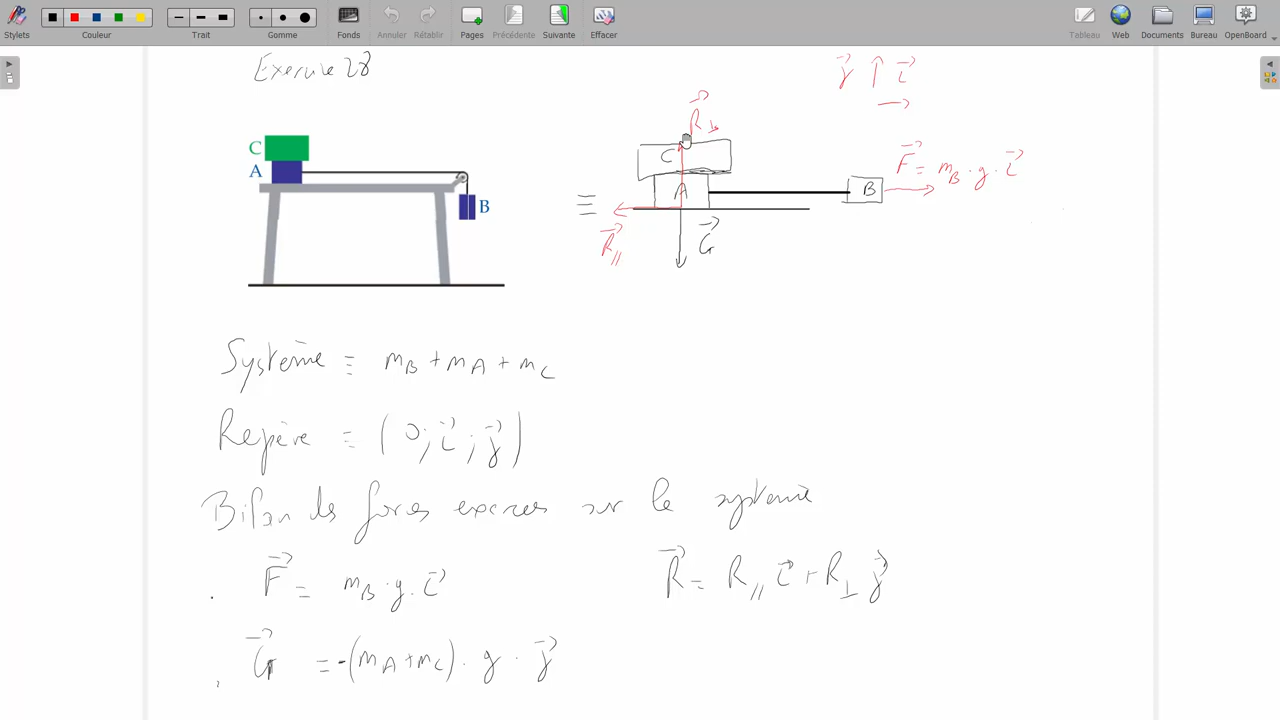 Stylets Couleur Trait Gomme Fonds Annuler Rétablir Pages Précédente Suivante Effacer Tableau Web Documents Bureau OpenBoard
Exercice 28
C
A
B
≡
C
A
B
R⃗⊥
R⃗//
G⃗
j⃗ ↑ i⃗ →
F⃗ = mB · g · i⃗
Système ≡ mB + mA + mC
Repère ≡ (0; i⃗; j⃗)
Bilan des forces exercées sur le système
. F⃗ = mB · g · i⃗
R⃗ = R// i⃗ + R⊥ j⃗
. G⃗ = -(mA + mC) · g · j⃗